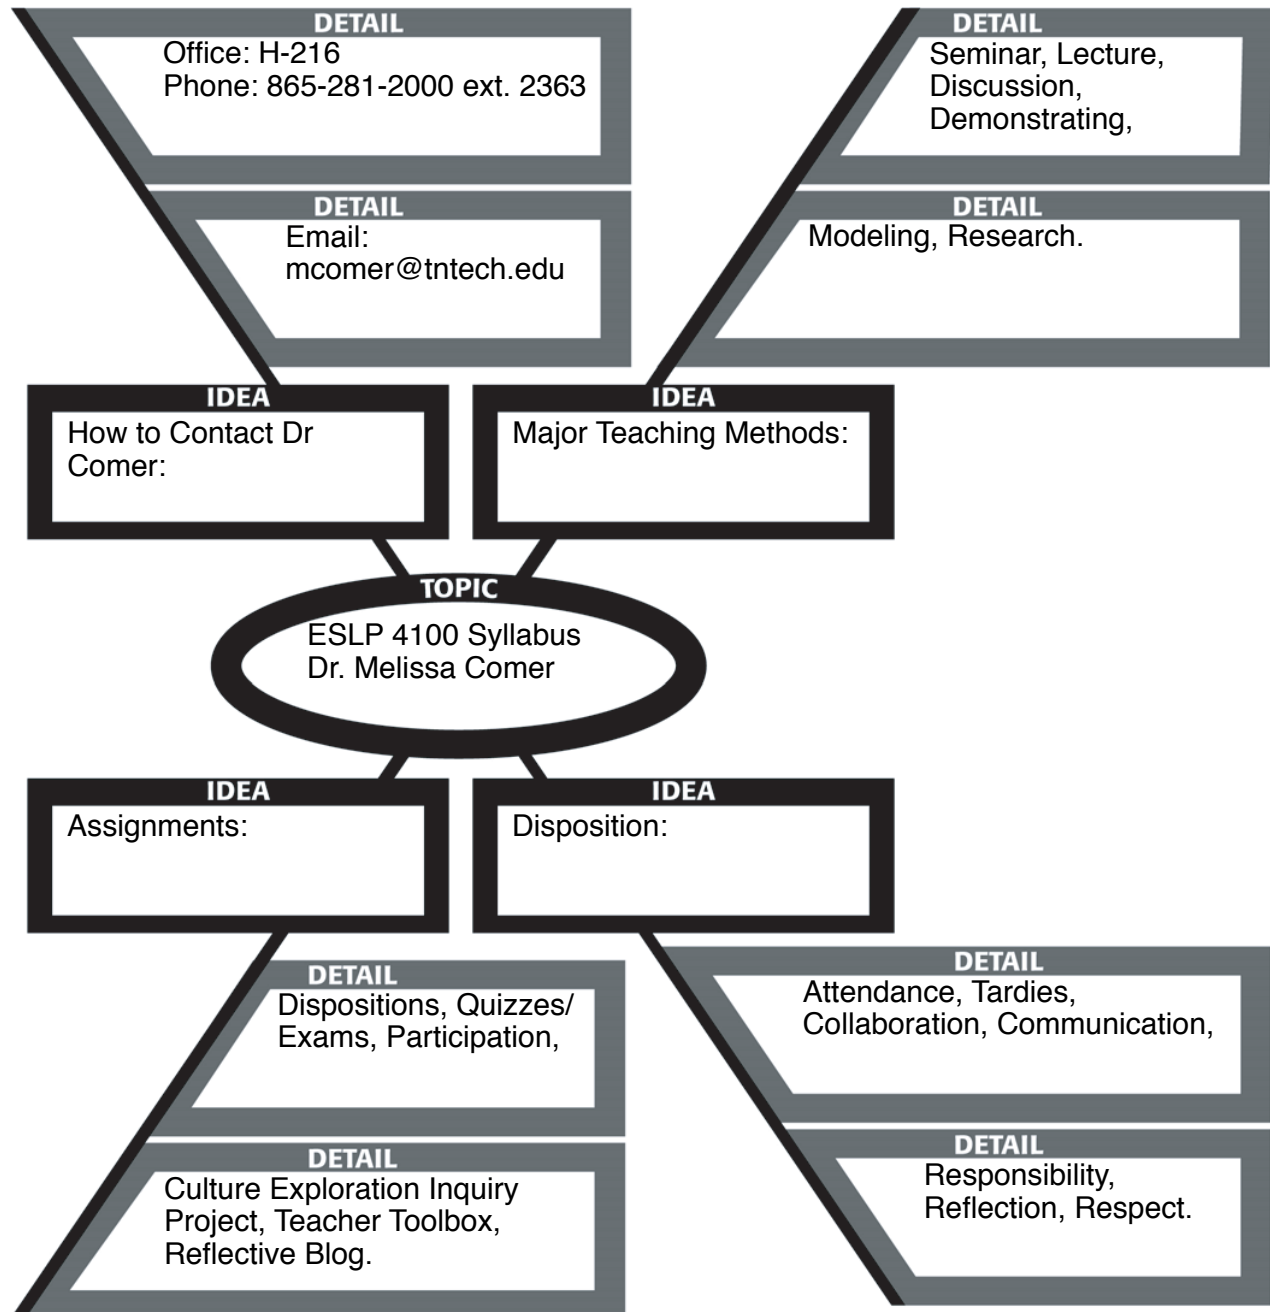 DETAIL
Office: H-216
Phone: 865-281-2000 ext. 2363
DETAIL
Email:
mcomer@tntech.edu
IDEA
How to Contact Dr
Comer:
DETAIL
Seminar, Lecture,
Discussion,
Demonstrating,
DETAIL
Modeling, Research.
IDEA
Major Teaching Methods:
TOPIC
ESLP 4100 Syllabus
Dr. Melissa Comer
IDEA
Assignments:
DETAIL
Dispositions, Quizzes/
Exams, Participation,
DETAIL
Culture Exploration Inquiry
Project, Teacher Toolbox,
Reflective Blog.
IDEA
Disposition:
DETAIL
Attendance, Tardies,
Collaboration, Communication,
DETAIL
Responsibility,
Reflection, Respect.